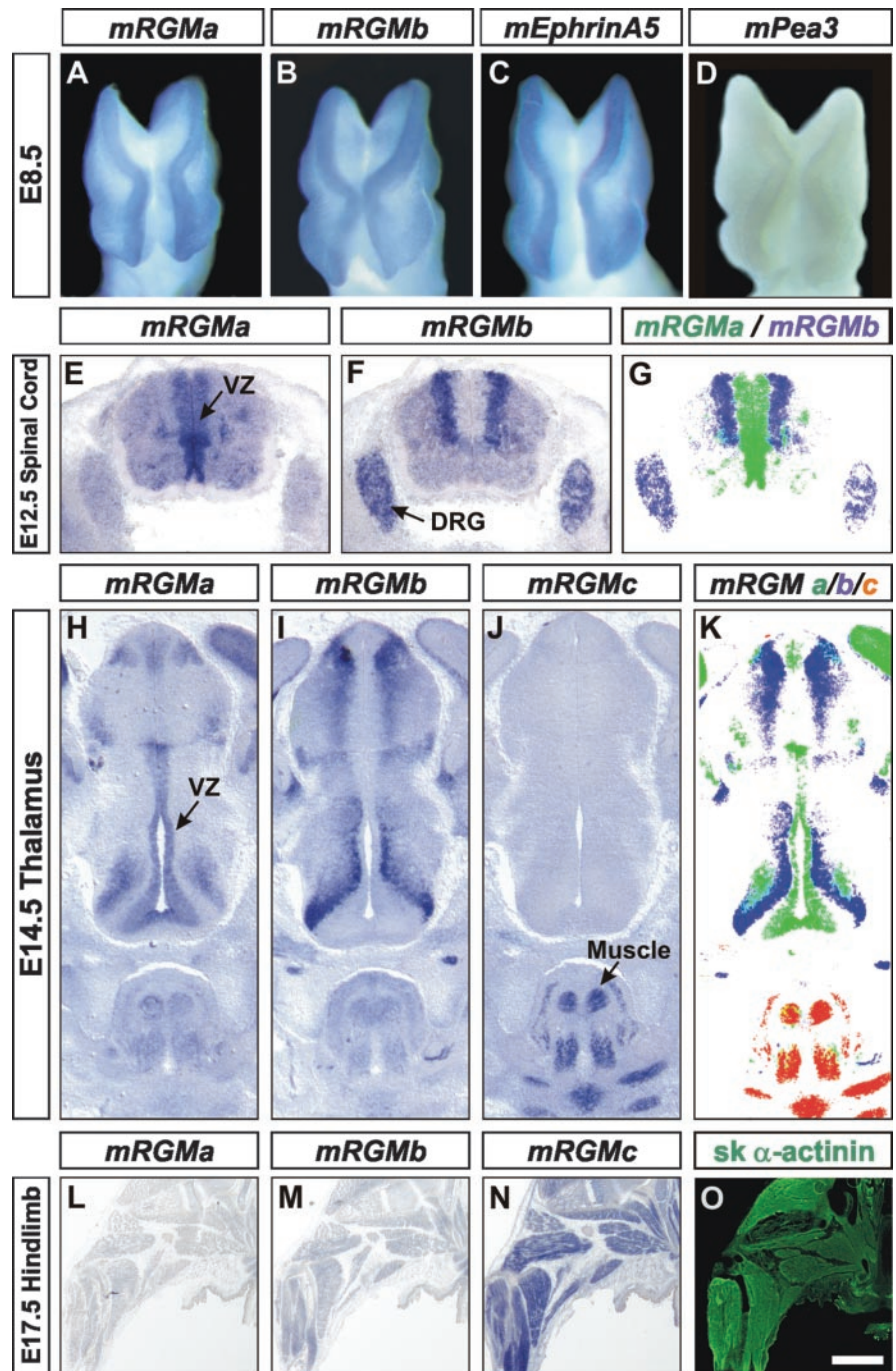 mRGMa mRGMb mEphrinA5 mPea3
E8.5
A B C D
mRGMa mRGMb mRGMa / mRGMb
E12.5 Spinal Cord
E VZ F DRG G
mRGMa mRGMb mRGMc mRGM a/b/c
E14.5 Thalamus
H VZ I J Muscle K
mRGMa mRGMb mRGMc sk α-actinin
E17.5 Hindlimb
L M N O